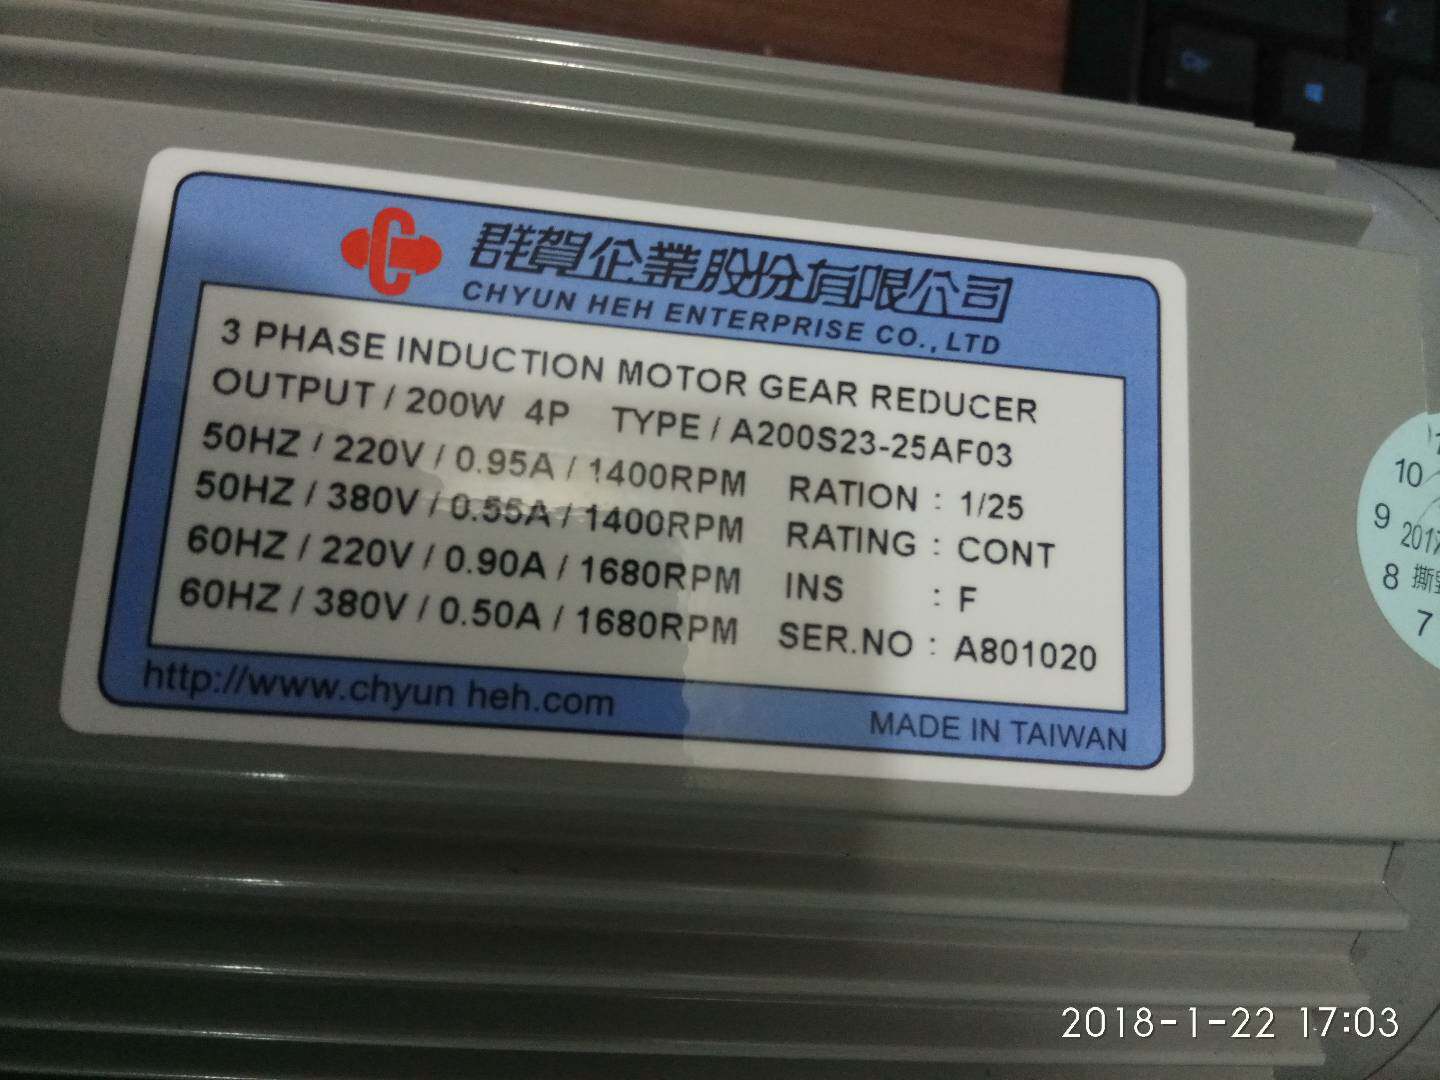 群賀企業股份有限公司
CHYUN HEH ENTERPRISE CO., LTD
3 PHASE INDUCTION MOTOR GEAR REDUCER
OUTPUT / 200W 4P TYPE / A200S23-25AF03
50HZ / 220V / 0.95A / 1400RPM RATION : 1/25
50HZ / 380V / 0.55A / 1400RPM RATING : CONT
60HZ / 220V / 0.90A / 1680RPM INS : F
60HZ / 380V / 0.50A / 1680RPM SER.NO : A801020
http://www.chyun heh.com
MADE IN TAIWAN
10
9
8
7
2018-1-22 17:03